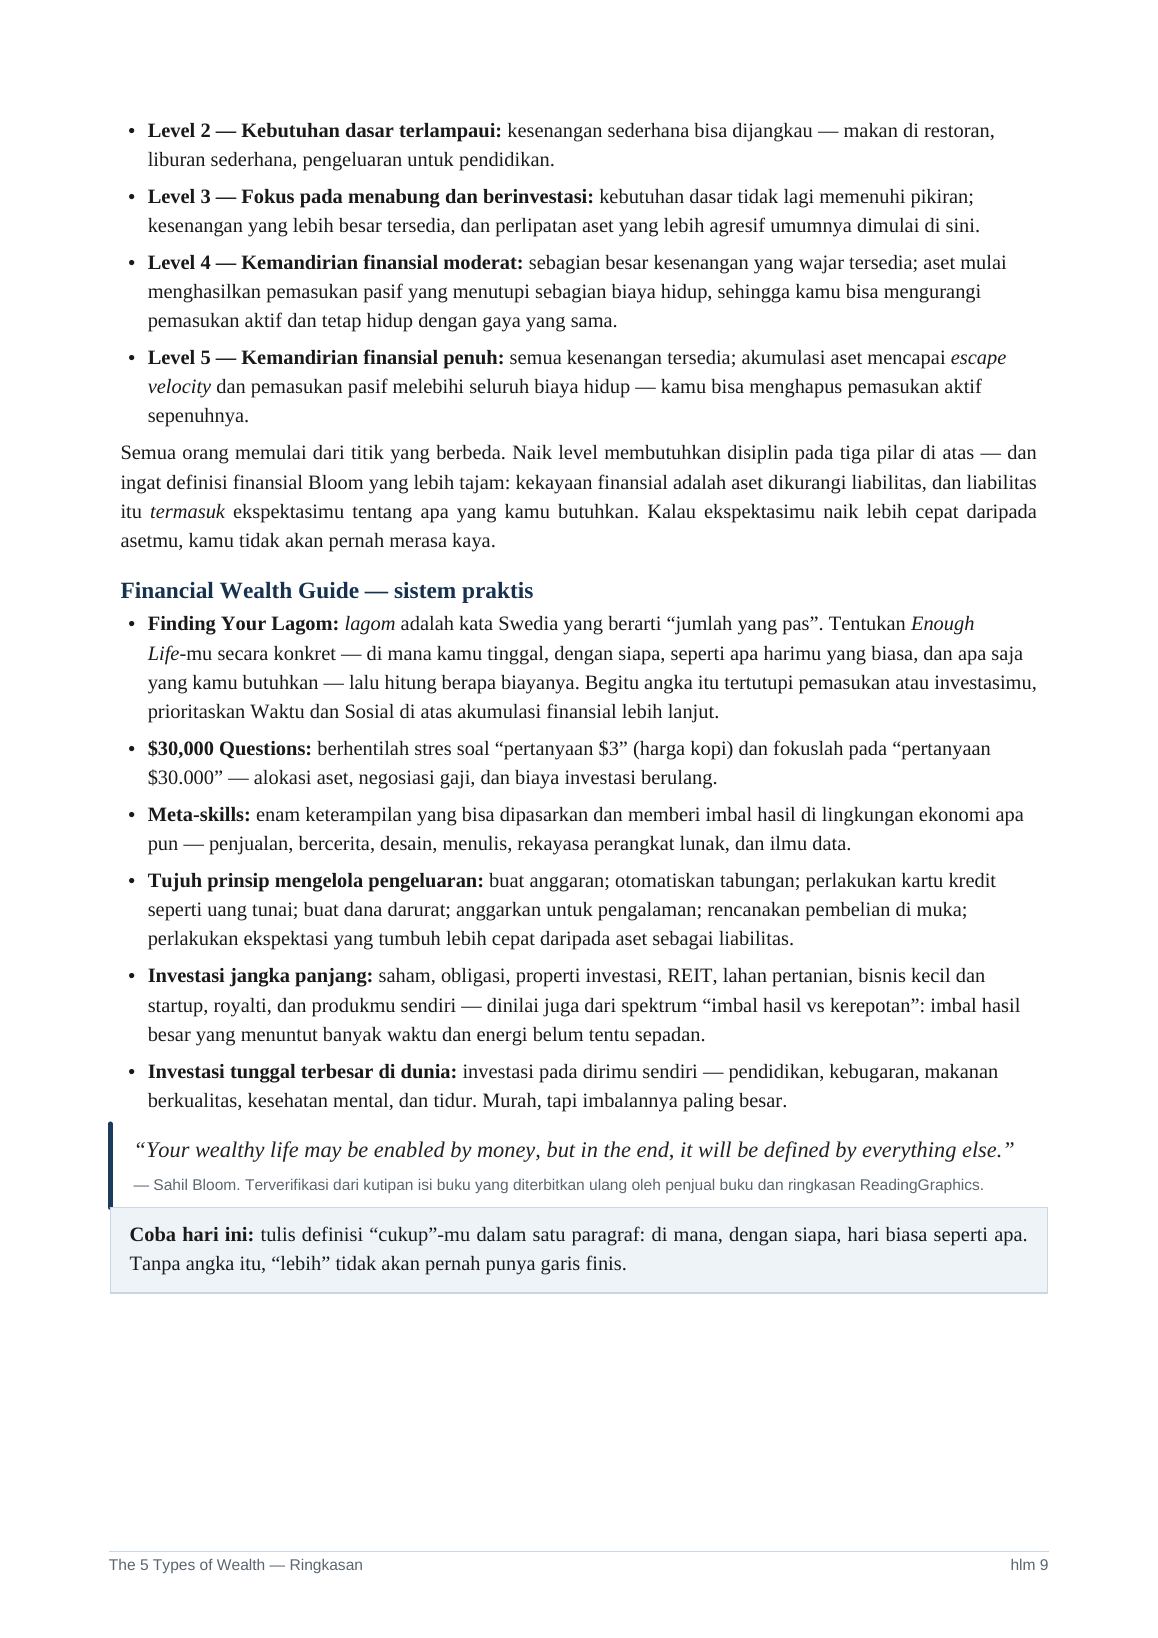 • Level 2 — Kebutuhan dasar terlampaui: kesenangan sederhana bisa dijangkau — makan di restoran,
liburan sederhana, pengeluaran untuk pendidikan.
• Level 3 — Fokus pada menabung dan berinvestasi: kebutuhan dasar tidak lagi memenuhi pikiran;
kesenangan yang lebih besar tersedia, dan perlipatan aset yang lebih agresif umumnya dimulai di sini.
• Level 4 — Kemandirian finansial moderat: sebagian besar kesenangan yang wajar tersedia; aset mulai
menghasilkan pemasukan pasif yang menutupi sebagian biaya hidup, sehingga kamu bisa mengurangi
pemasukan aktif dan tetap hidup dengan gaya yang sama.
• Level 5 — Kemandirian finansial penuh: semua kesenangan tersedia; akumulasi aset mencapai escape
velocity dan pemasukan pasif melebihi seluruh biaya hidup — kamu bisa menghapus pemasukan aktif
sepenuhnya.
Semua orang memulai dari titik yang berbeda. Naik level membutuhkan disiplin pada tiga pilar di atas — dan
ingat definisi finansial Bloom yang lebih tajam: kekayaan finansial adalah aset dikurangi liabilitas, dan liabilitas
itu termasuk ekspektasimu tentang apa yang kamu butuhkan. Kalau ekspektasimu naik lebih cepat daripada
asetmu, kamu tidak akan pernah merasa kaya.
Financial Wealth Guide — sistem praktis
• Finding Your Lagom: lagom adalah kata Swedia yang berarti “jumlah yang pas”. Tentukan Enough
Life-mu secara konkret — di mana kamu tinggal, dengan siapa, seperti apa harimu yang biasa, dan apa saja
yang kamu butuhkan — lalu hitung berapa biayanya. Begitu angka itu tertutupi pemasukan atau investasimu,
prioritaskan Waktu dan Sosial di atas akumulasi finansial lebih lanjut.
• $30,000 Questions: berhentilah stres soal “pertanyaan $3” (harga kopi) dan fokuslah pada “pertanyaan
$30.000” — alokasi aset, negosiasi gaji, dan biaya investasi berulang.
• Meta-skills: enam keterampilan yang bisa dipasarkan dan memberi imbal hasil di lingkungan ekonomi apa
pun — penjualan, bercerita, desain, menulis, rekayasa perangkat lunak, dan ilmu data.
• Tujuh prinsip mengelola pengeluaran: buat anggaran; otomatiskan tabungan; perlakukan kartu kredit
seperti uang tunai; buat dana darurat; anggarkan untuk pengalaman; rencanakan pembelian di muka;
perlakukan ekspektasi yang tumbuh lebih cepat daripada aset sebagai liabilitas.
• Investasi jangka panjang: saham, obligasi, properti investasi, REIT, lahan pertanian, bisnis kecil dan
startup, royalti, dan produkmu sendiri — dinilai juga dari spektrum “imbal hasil vs kerepotan”: imbal hasil
besar yang menuntut banyak waktu dan energi belum tentu sepadan.
• Investasi tunggal terbesar di dunia: investasi pada dirimu sendiri — pendidikan, kebugaran, makanan
berkualitas, kesehatan mental, dan tidur. Murah, tapi imbalannya paling besar.
“Your wealthy life may be enabled by money, but in the end, it will be defined by everything else.”
— Sahil Bloom. Terverifikasi dari kutipan isi buku yang diterbitkan ulang oleh penjual buku dan ringkasan ReadingGraphics.
Coba hari ini: tulis definisi “cukup”-mu dalam satu paragraf: di mana, dengan siapa, hari biasa seperti apa.
Tanpa angka itu, “lebih” tidak akan pernah punya garis finis.
The 5 Types of Wealth — Ringkasan
hlm 9